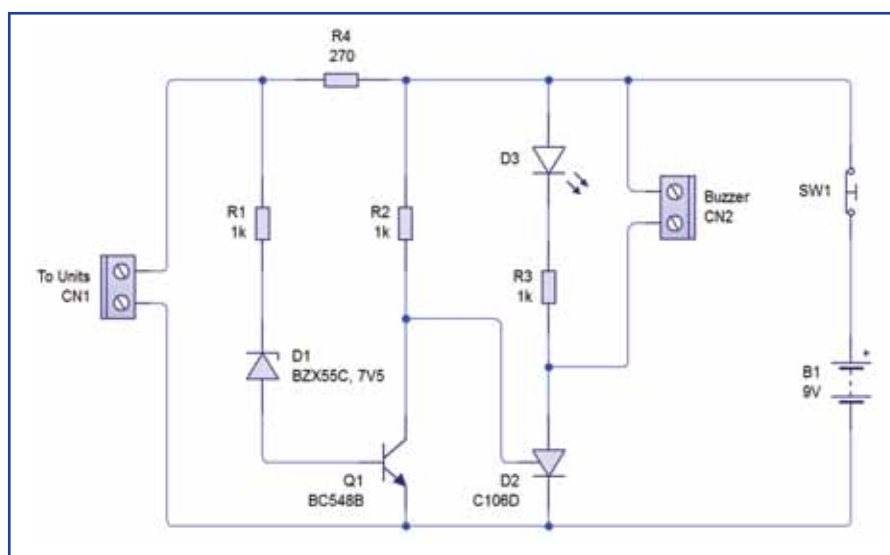 R4
270
D3
R1
1k
R2
1k
Buzzer
CN2
SW1
To Units
CN1
R3
1k
D1
BZX55C, 7V5
+
B1
9V
Q1
BC548B
D2
C106D